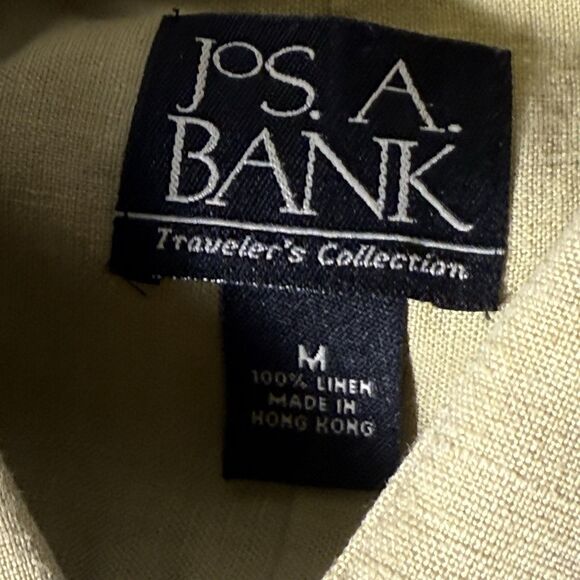 JoS. A.
BANK
Traveler's Collection
M
100% LINEN
MADE IN
HONG KONG